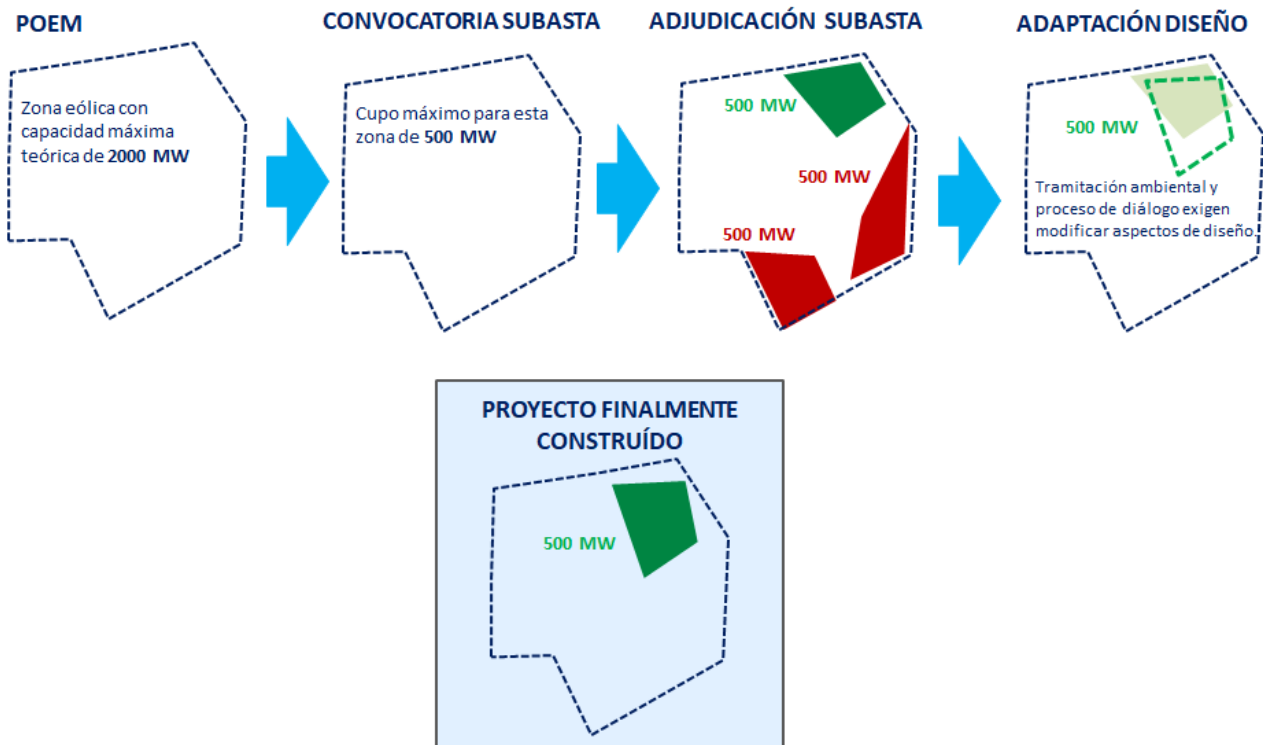 POEM
Zona eólica con
capacidad máxima
teórica de 2000 MW
CONVOCATORIA SUBASTA
Cupo máximo para esta
zona de 500 MW
ADJUDICACIÓN SUBASTA
500 MW
500 MW
500 MW
ADAPTACIÓN DISEÑO
500 MW
Tramitación ambiental y
proceso de diálogo exigen
modificar aspectos de diseño.
PROYECTO FINALMENTE
CONSTRUÍDO
500 MW